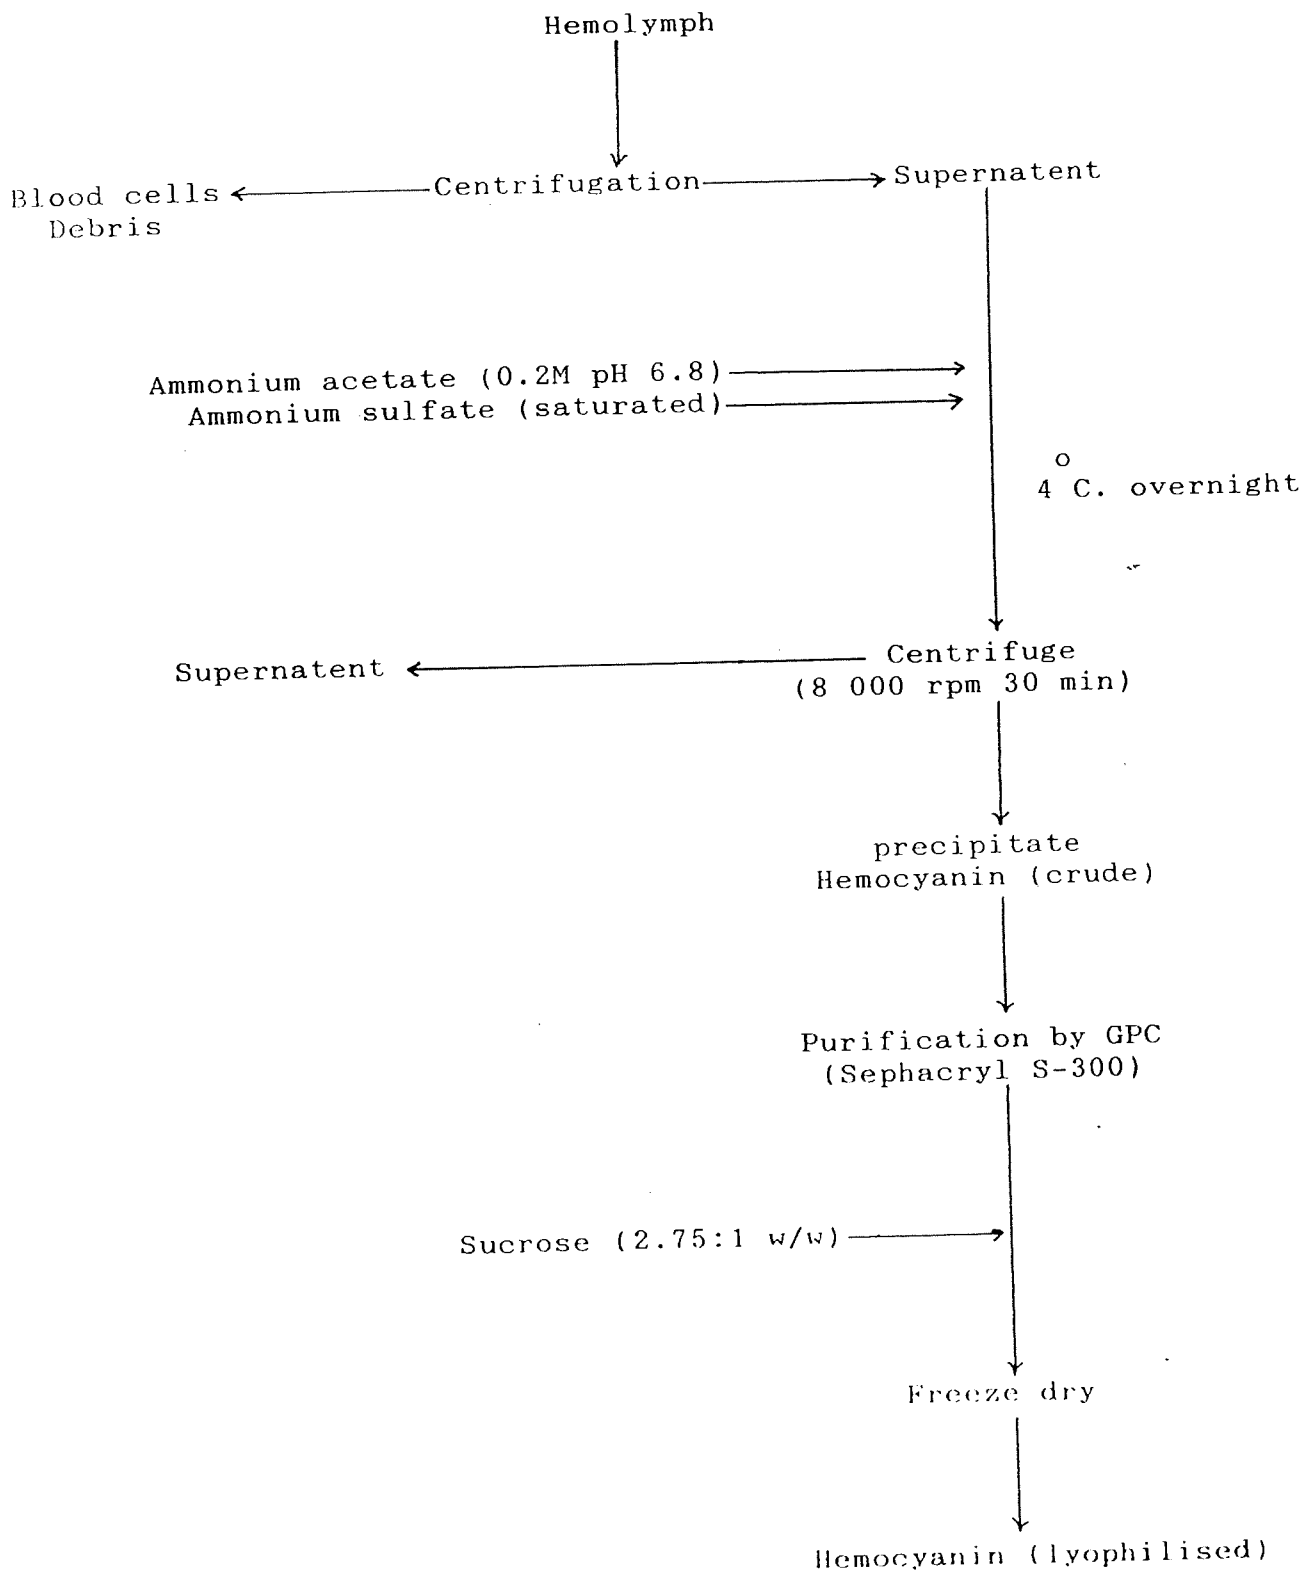 Hemolymph
Blood cells
Debris
Centrifugation
Supernatent
Ammonium acetate (0.2M pH 6.8)
Ammonium sulfate (saturated)
4 °C. overnight
Supernatent
Centrifuge
(8 000 rpm 30 min)
precipitate
Hemocyanin (crude)
Purification by GPC
(Sephacryl S-300)
Sucrose (2.75:1 w/w)
Freeze dry
Hemocyanin (lyophilised)